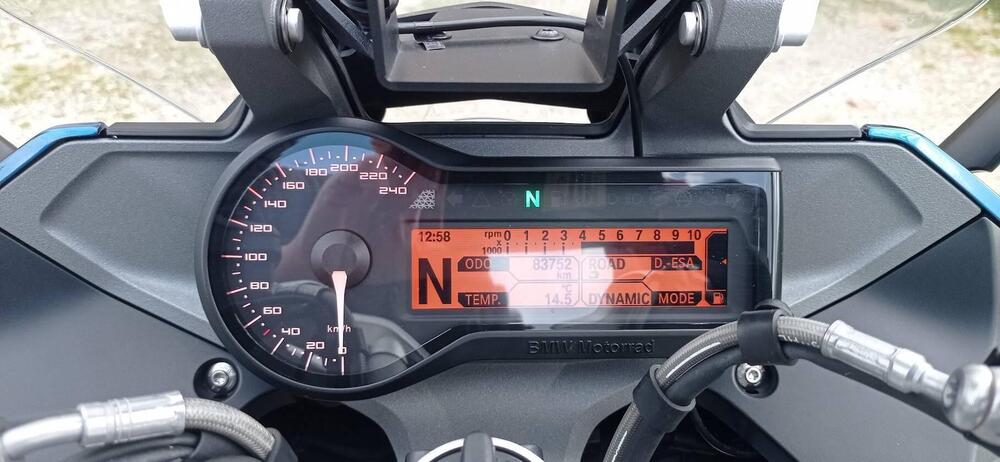 240
220
200
180
160
140
120
100
80
60
40
20
0
km/h
N
12:58
rpm 0 1 2 3 4 5 6 7 8 9 10
x
1000
N
ODO 83752 ROAD D.-ESA
km
°C
TEMP. 14.5 DYNAMIC MODE
BMW Motorrad